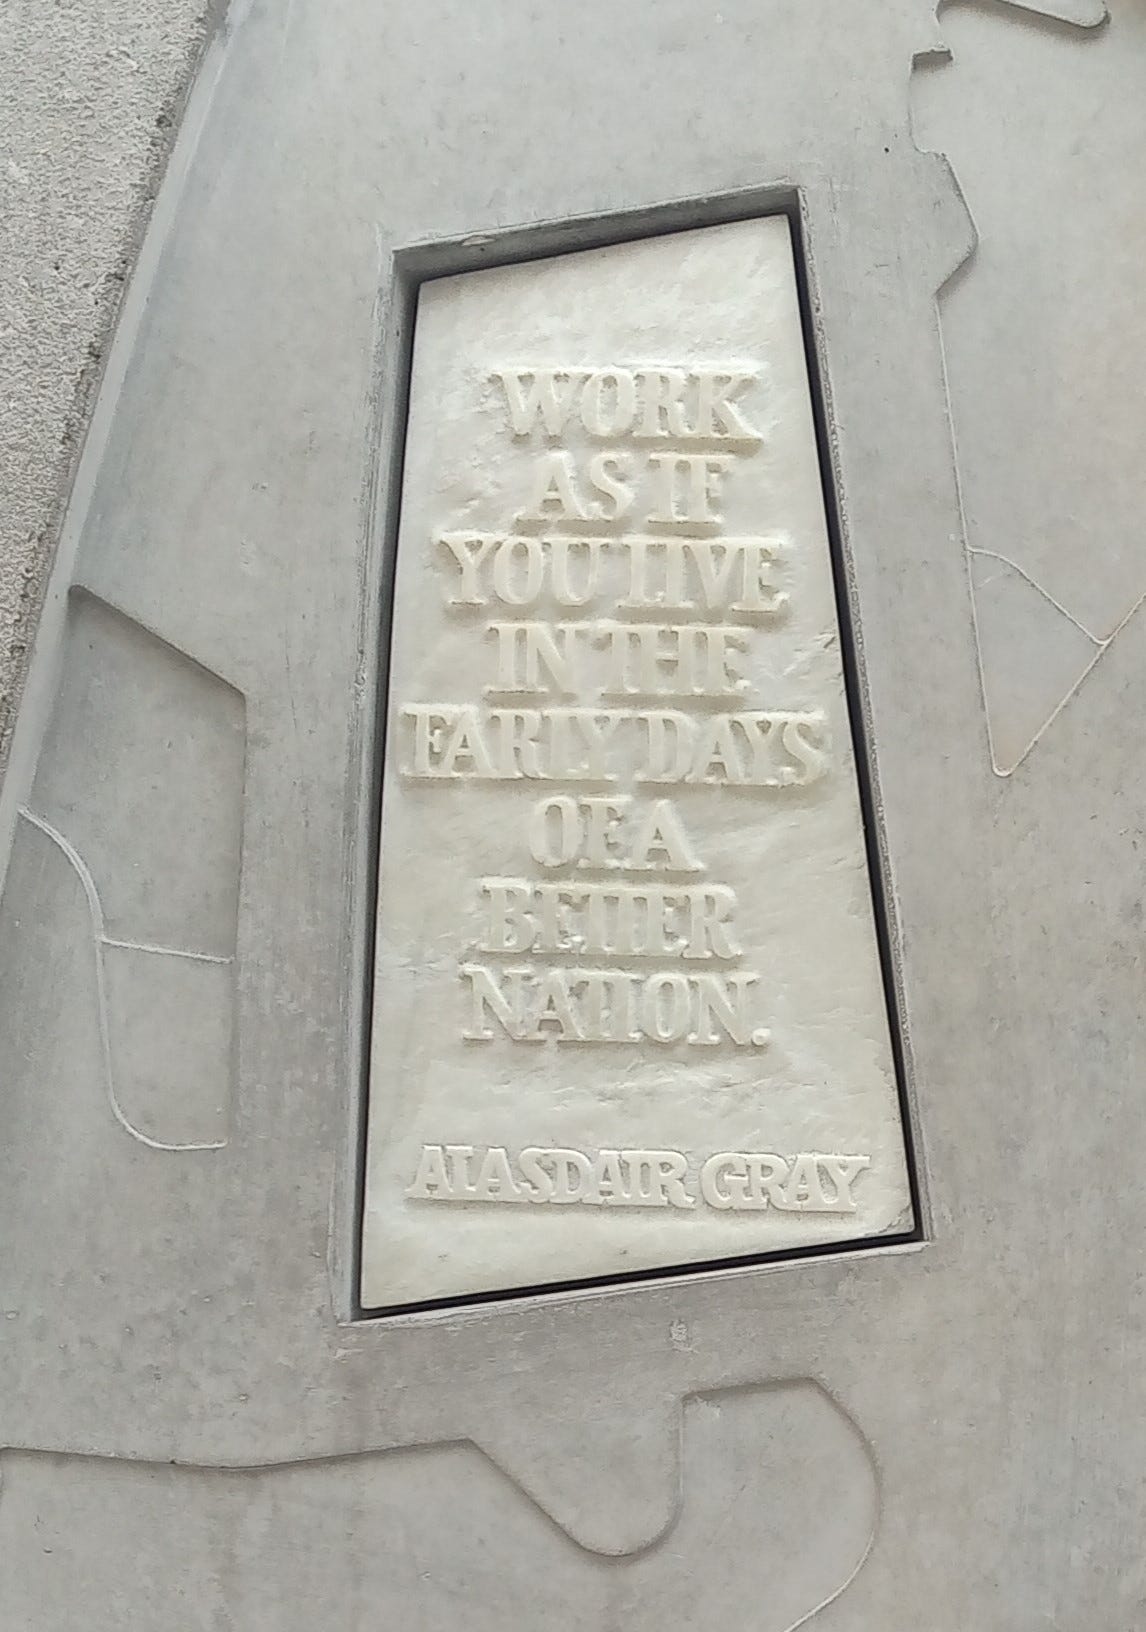 WORK
AS IF
YOU LIVE
IN THE
EARLY DAYS
OF A
BETTER
NATION.
ALASDAIR GRAY